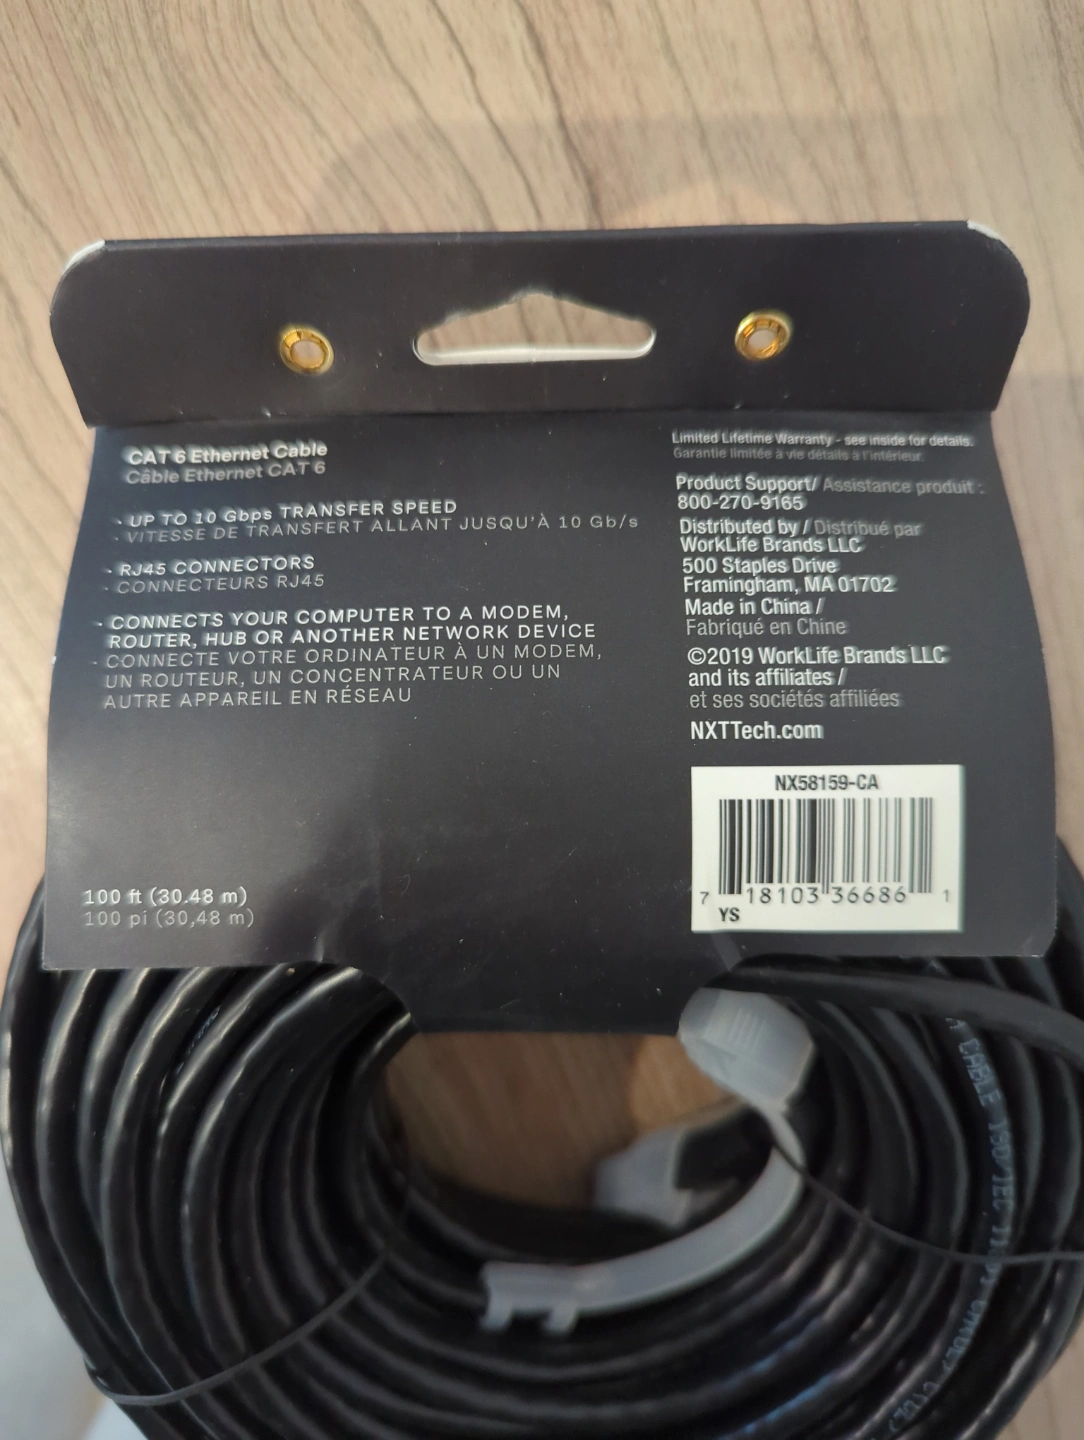 CAT 6 Ethernet Cable
Câble Ethernet CAT 6
- UP TO 10 Gbps TRANSFER SPEED
- VITESSE DE TRANSFERT ALLANT JUSQU'À 10 Gb/s
- RJ45 CONNECTORS
- CONNECTEURS RJ45
- CONNECTS YOUR COMPUTER TO A MODEM,
ROUTER, HUB OR ANOTHER NETWORK DEVICE
- CONNECTE VOTRE ORDINATEUR À UN MODEM,
UN ROUTEUR, UN CONCENTRATEUR OU UN
AUTRE APPAREIL EN RÉSEAU
100 ft (30.48 m)
100 pi (30,48 m)
Limited Lifetime Warranty - see inside for details.
Garantie limitée à vie détails à l'intérieur.
Product Support/ Assistance produit :
800-270-9165
Distributed by / Distribué par
WorkLife Brands LLC
500 Staples Drive
Framingham, MA 01702
Made in China /
Fabriqué en Chine
©2019 WorkLife Brands LLC
and its affiliates /
et ses sociétés affiliées
NXTTech.com
NX58159-CA
7 18103 36686 1
YS
CABLE ISO/IEC